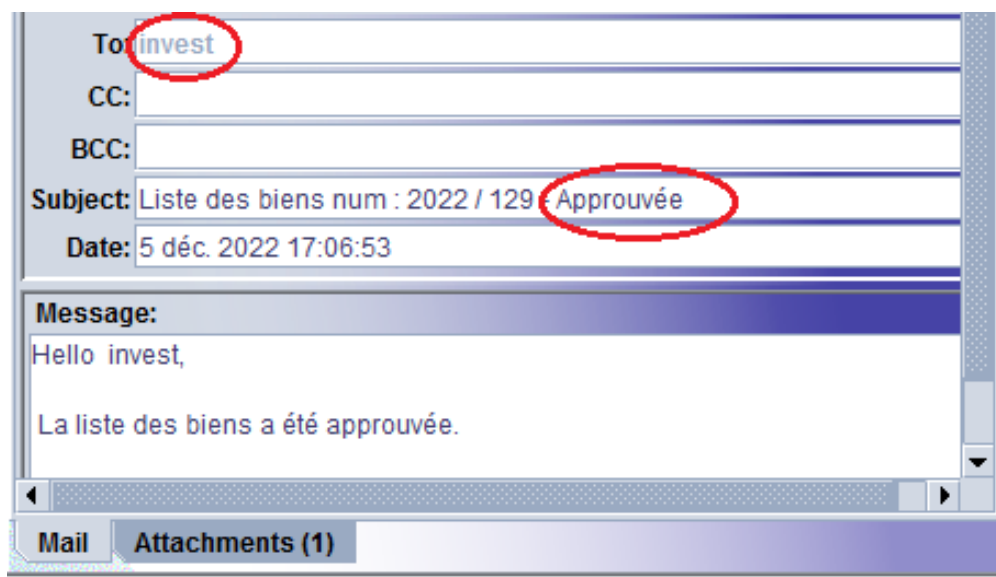 To: invest
CC:
BCC:
Subject: Liste des biens num : 2022 / 129 - Approuvée
Date: 5 déc. 2022 17:06:53
Message:
Hello invest,
La liste des biens a été approuvée.
Mail Attachments (1)